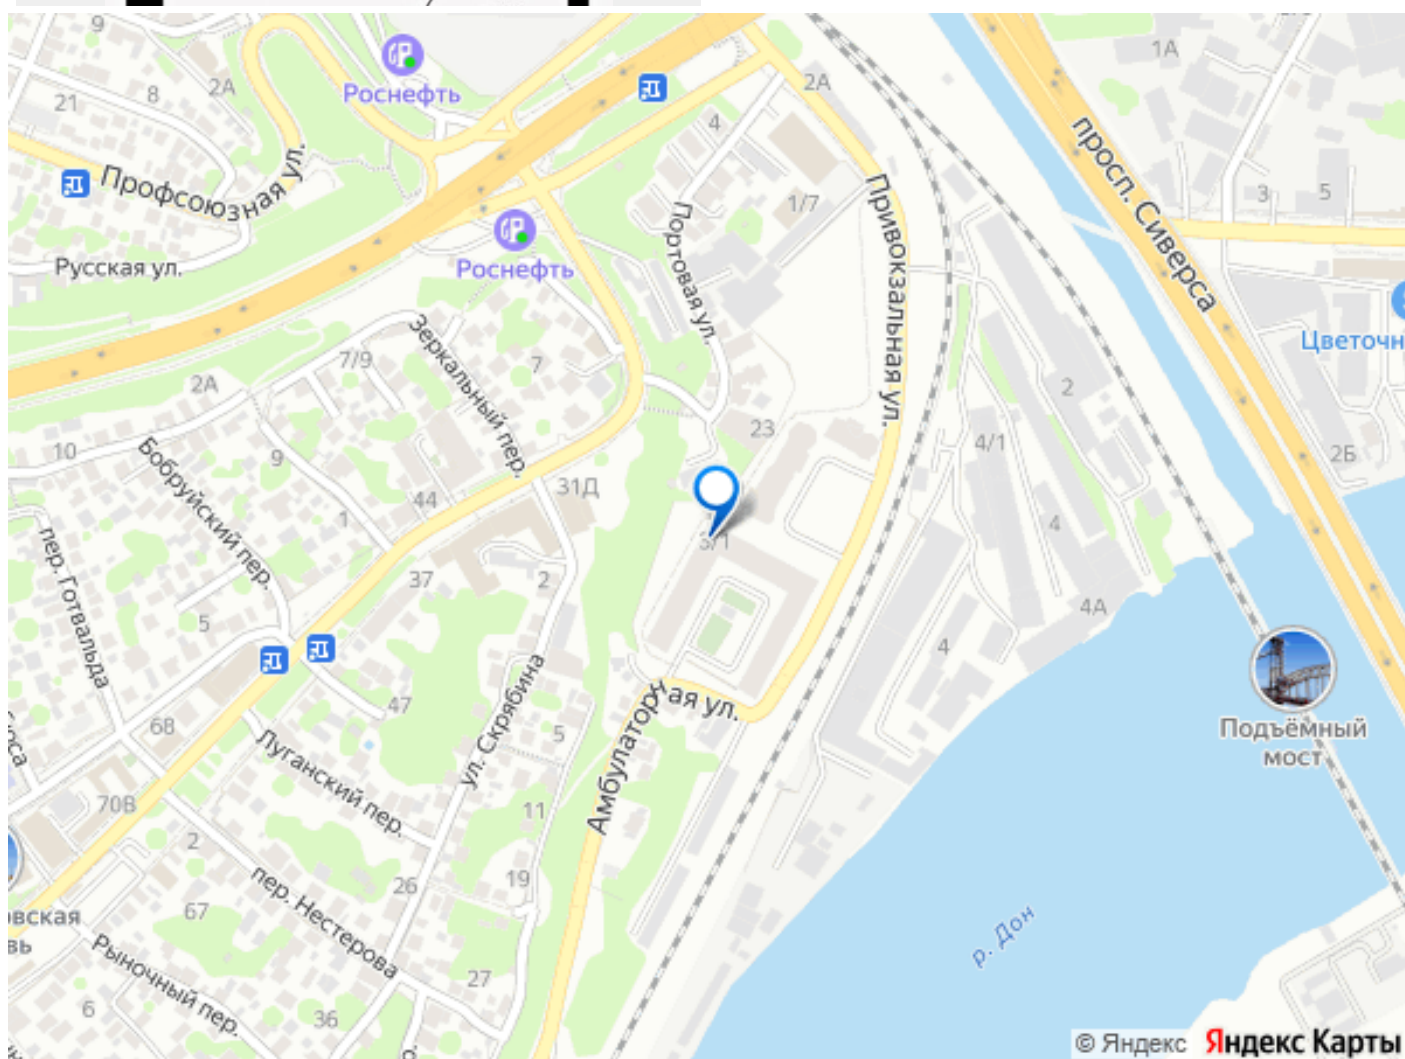 9
Роснефть
2А
8
21
1А
2А
4
просп. Сиверса
Профсоюзная ул.
3
5
1/7
Привокзальная ул.
Портовая ул.
Русская ул.
Роснефть
Зеркальный пер.
Цветочн
7/9
7
2А
2
23
4/1
10
Бобруйский пер.
9
2Б
44
31Д
1
4
3/1
пер. Готвальда
37
2
4А
5
4
ул. Скрябина
47
Амбулаторная ул.
68
5
Подъёмный
мост
Луганский пер.
70В
11
2
пер. Нестерова
26
19
67
вская
вь
р. Дон
Рыночный пер.
27
6
36
© Яндекс Яндекс Карты